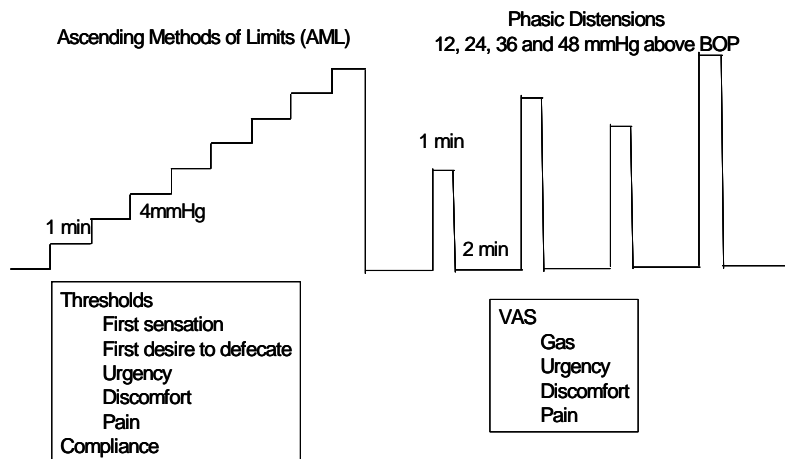 Ascending Methods of Limits (AML)
Phasic Distensions
12, 24, 36 and 48 mmHg above BOP
1 min
4mmHg
1 min
2 min
Thresholds
First sensation
First desire to defecate
Urgency
Discomfort
Pain
Compliance
VAS
Gas
Urgency
Discomfort
Pain